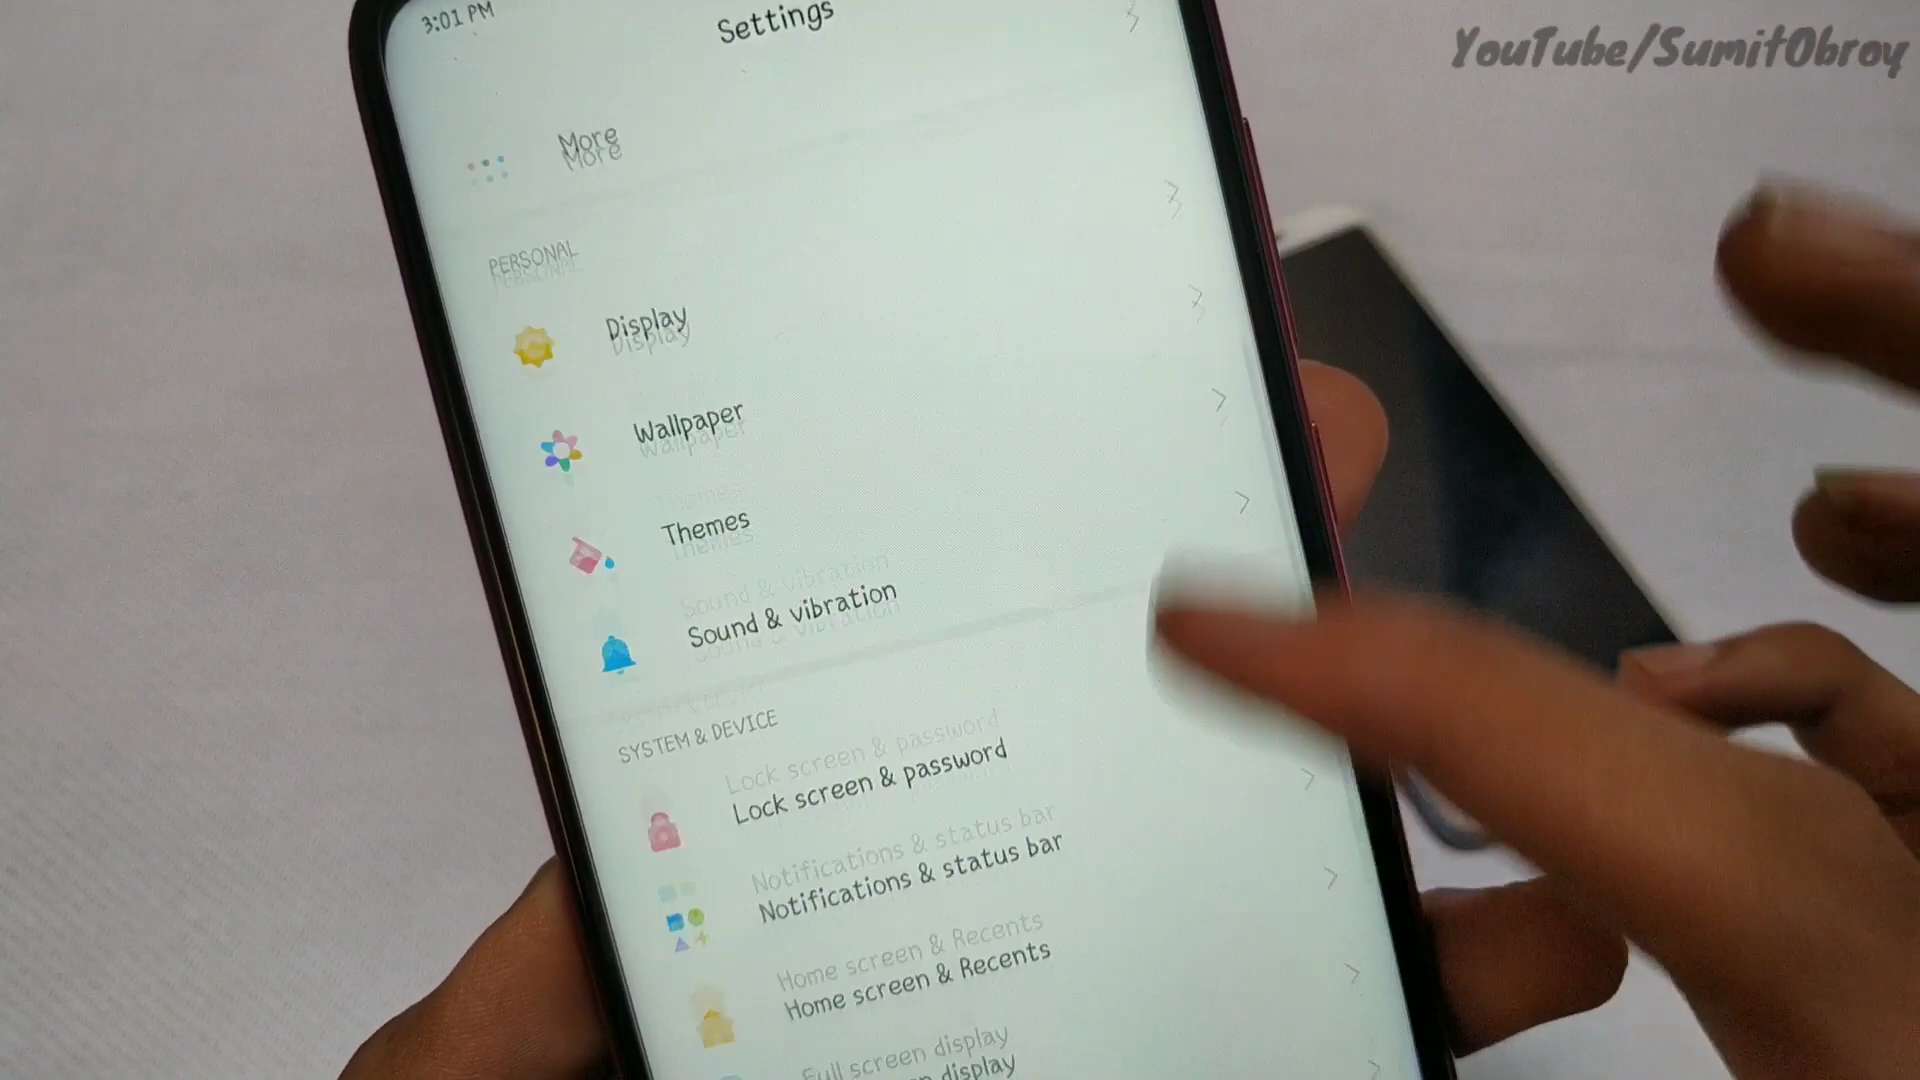 3:01 PM
Settings
YouTube/SumitObroy
More
PERSONAL
Display
Wallpaper
Themes
Sound & vibration
SYSTEM & DEVICE
Lock screen & password
Notifications & status bar
Home screen & Recents
Full screen display